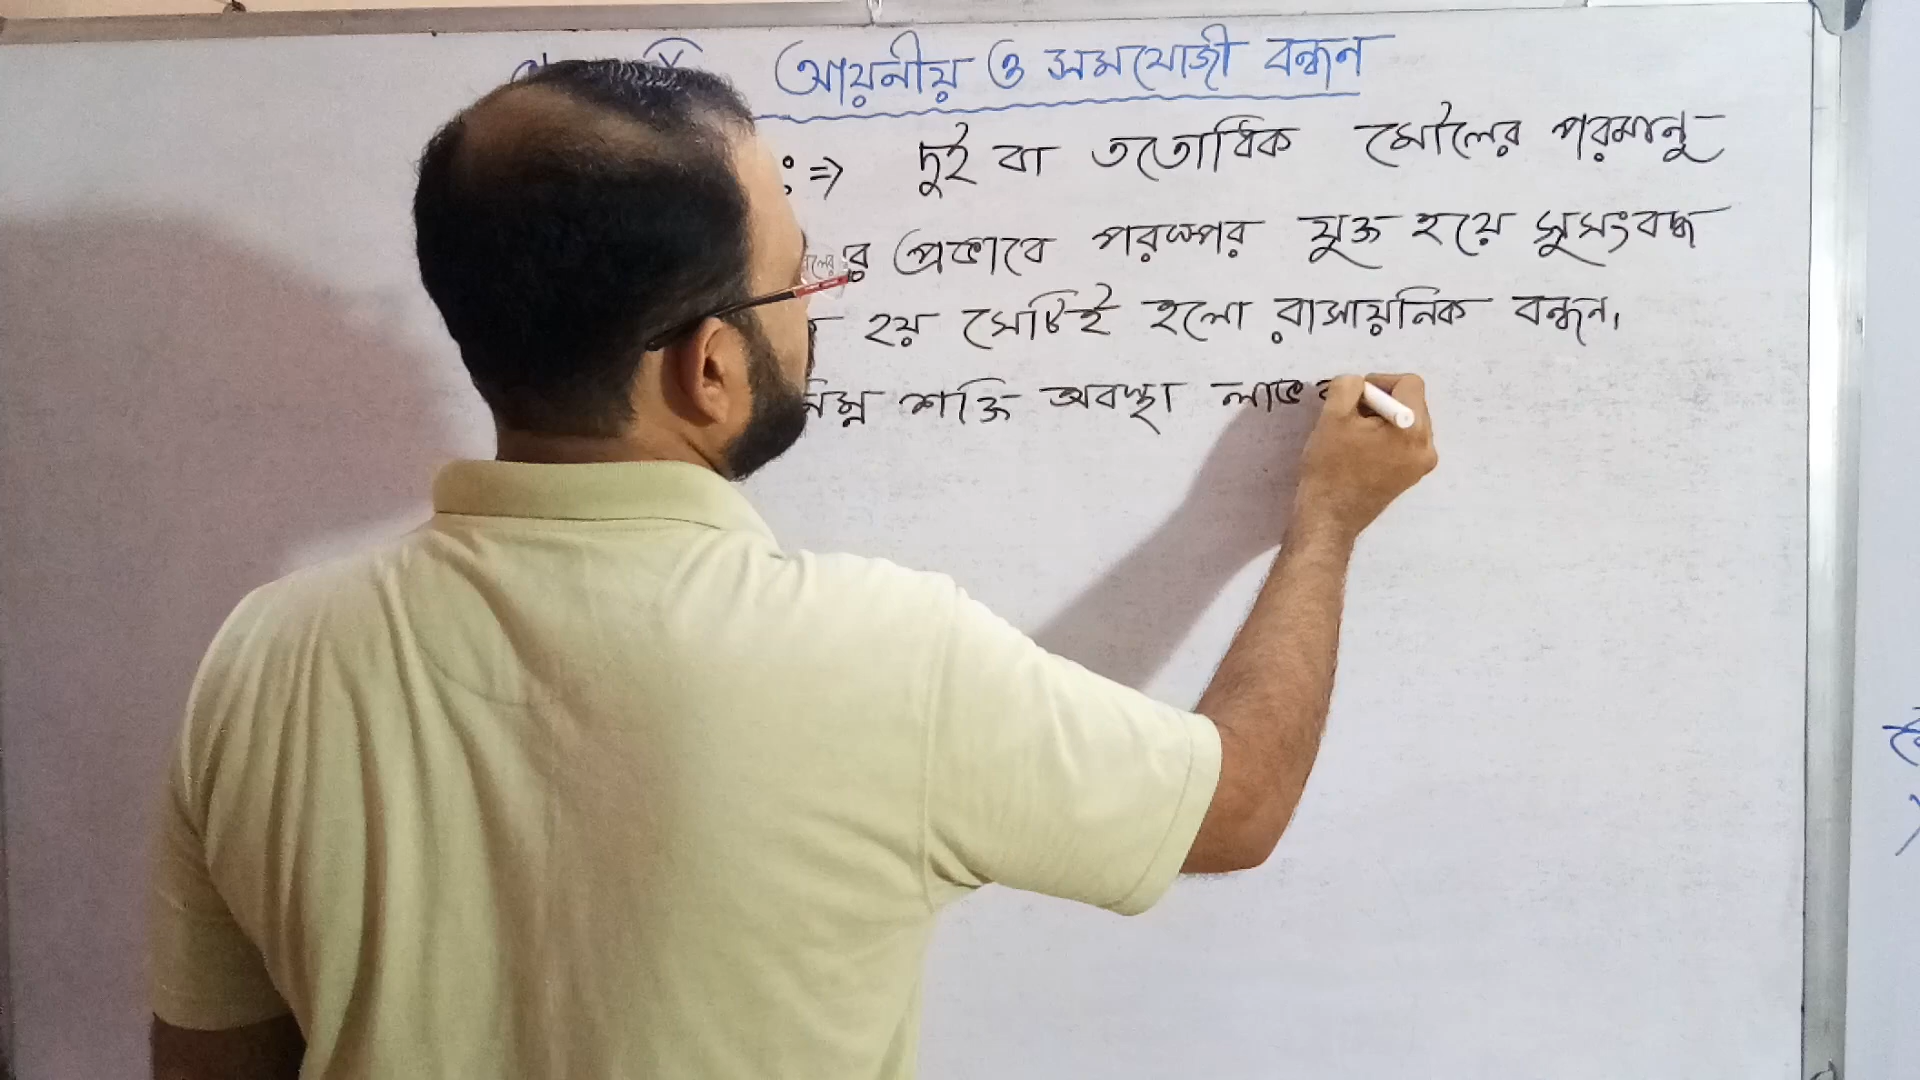 আয়নীয় ও সমযোজী বন্ধন
:⇒ দুই বা ততোধিক মৌলের পরমানু
র প্রভাবে পরস্পর যুক্ত হয়ে সুসংবদ্ধ
হয় সেটিই হলো রাসায়নিক বন্ধন।
নিম্ন শক্তি অবস্থা লাভ